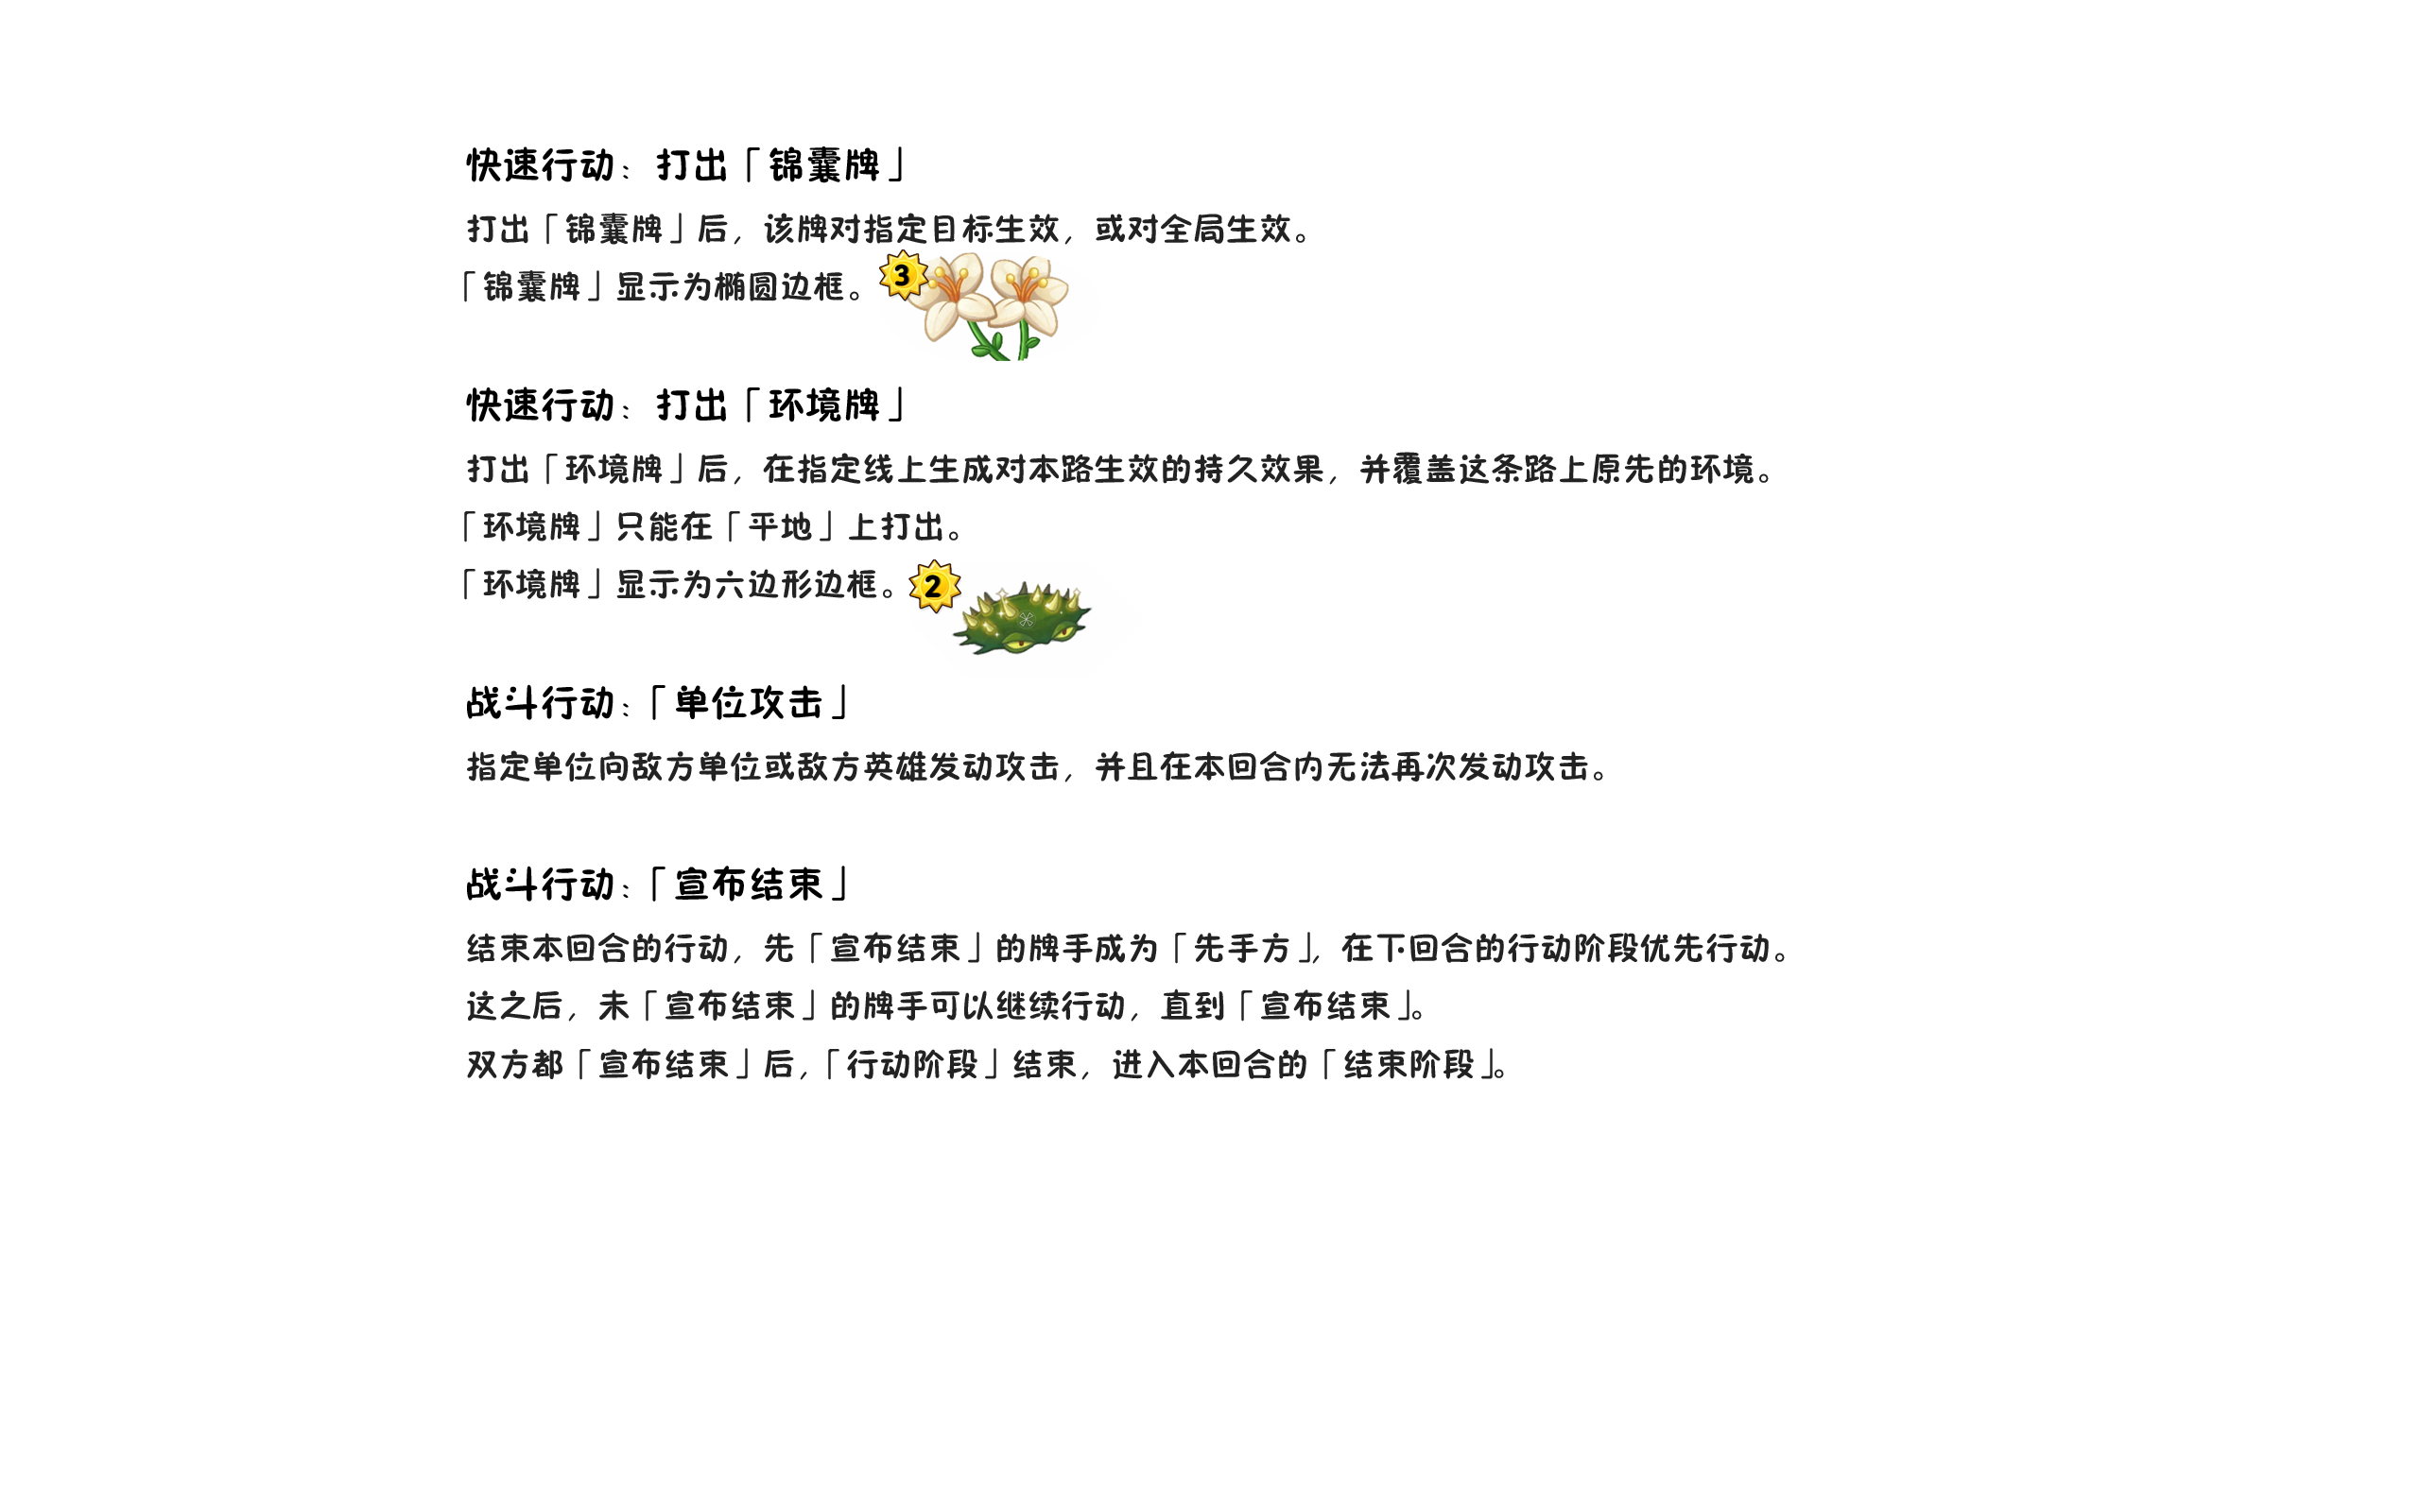 快速行动：打出「锦囊牌」
打出「锦囊牌」后，该牌对指定目标生效，或对全局生效。
「锦囊牌」显示为椭圆边框。
3
快速行动：打出「环境牌」
打出「环境牌」后，在指定线上生成对本路生效的持久效果，并覆盖这条路上原先的环境。
「环境牌」只能在「平地」上打出。
「环境牌」显示为六边形边框。
2
战斗行动：「单位攻击」
指定单位向敌方单位或敌方英雄发动攻击，并且在本回合内无法再次发动攻击。
战斗行动：「宣布结束」
结束本回合的行动，先「宣布结束」的牌手成为「先手方」，在下回合的行动阶段优先行动。
这之后，未「宣布结束」的牌手可以继续行动，直到「宣布结束」。
双方都「宣布结束」后，「行动阶段」结束，进入本回合的「结束阶段」。